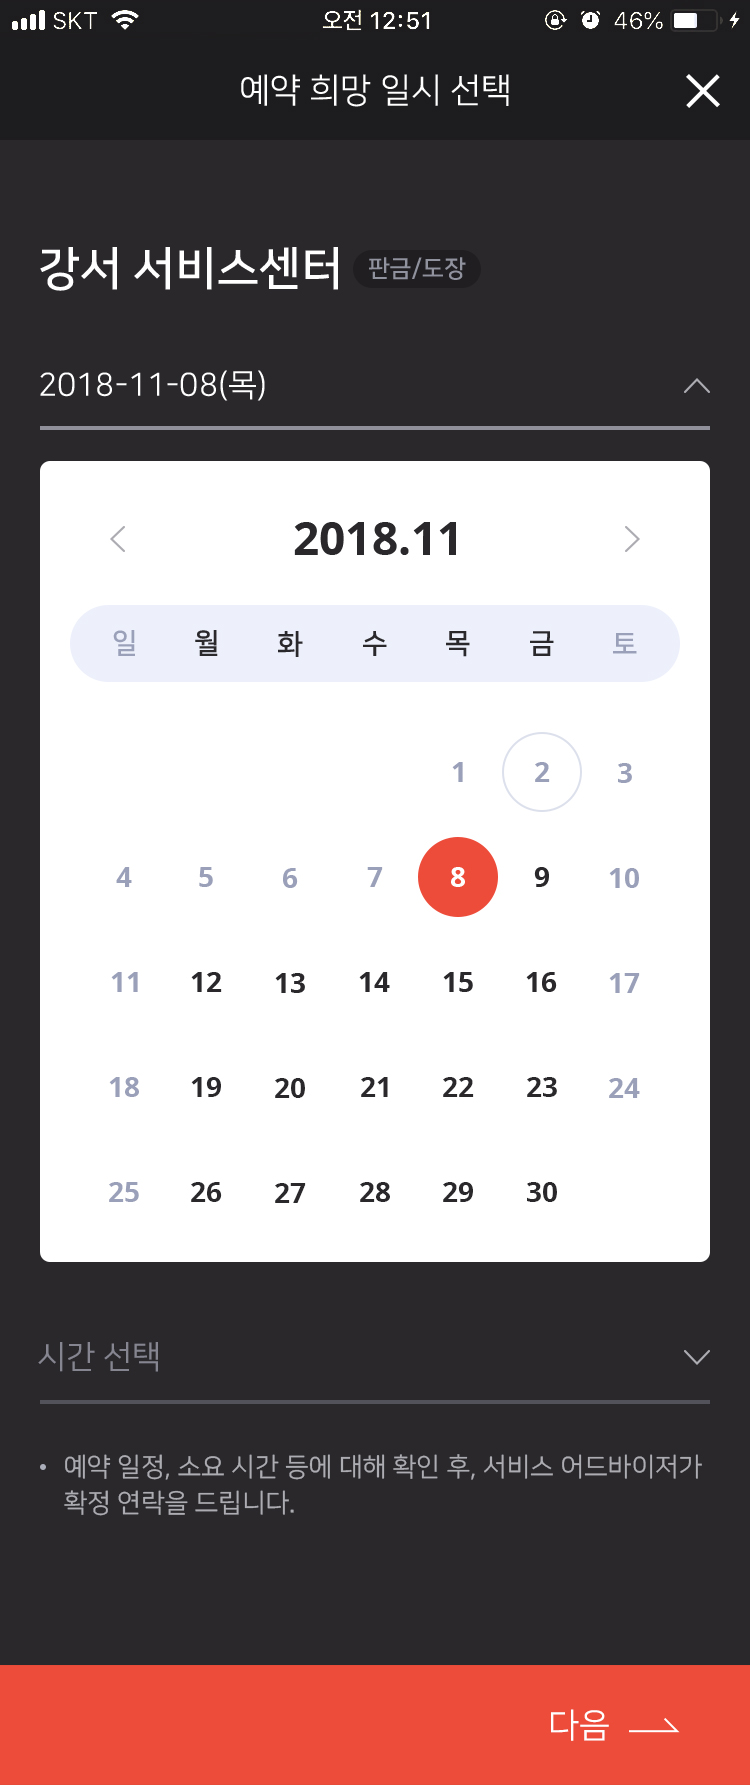 SKT 오전 12:51 46%
예약 희망 일시 선택
강서 서비스센터 판금/도장
2018-11-08(목)
2018.11
일 월 화 수 목 금 토
1 2 3
4 5 6 7 8 9 10
11 12 13 14 15 16 17
18 19 20 21 22 23 24
25 26 27 28 29 30
시간 선택
• 예약 일정, 소요 시간 등에 대해 확인 후, 서비스 어드바이저가
확정 연락을 드립니다.
다음